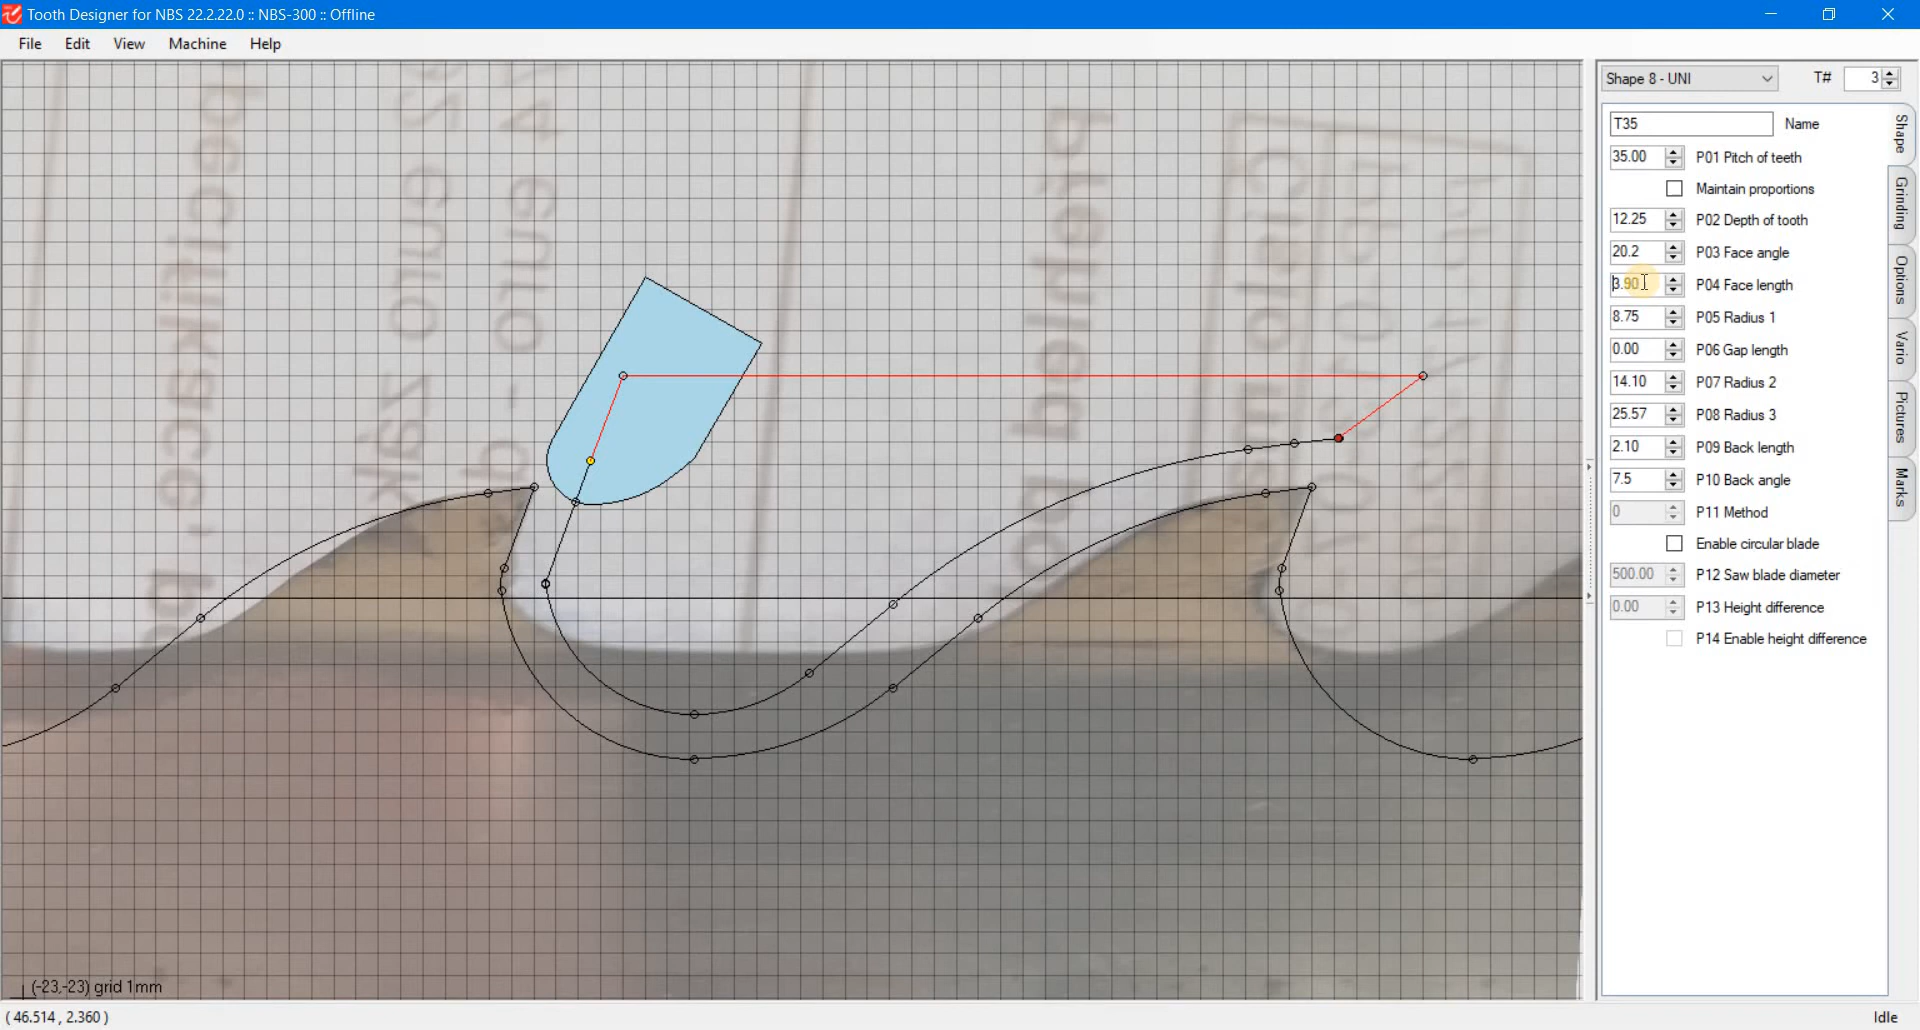 Tooth Designer for NBS 22.2.22.0 :: NBS-300 :: Offline
File Edit View Machine Help
Shape 8 - UNI T# 3
T35 Name
35.00 P01 Pitch of teeth
Maintain proportions
12.25 P02 Depth of tooth
20.2 P03 Face angle
3.90 P04 Face length
8.75 P05 Radius 1
0.00 P06 Gap length
14.10 P07 Radius 2
25.57 P08 Radius 3
2.10 P09 Back length
7.5 P10 Back angle
0 P11 Method
Enable circular blade
500.00 P12 Saw blade diameter
0.00 P13 Height difference
P14 Enable height difference
Shape
Grinding
Options
Vario
Pictures
Marks
(-23,-23) grid 1mm
( 46.514 , 2.360 )
Idle